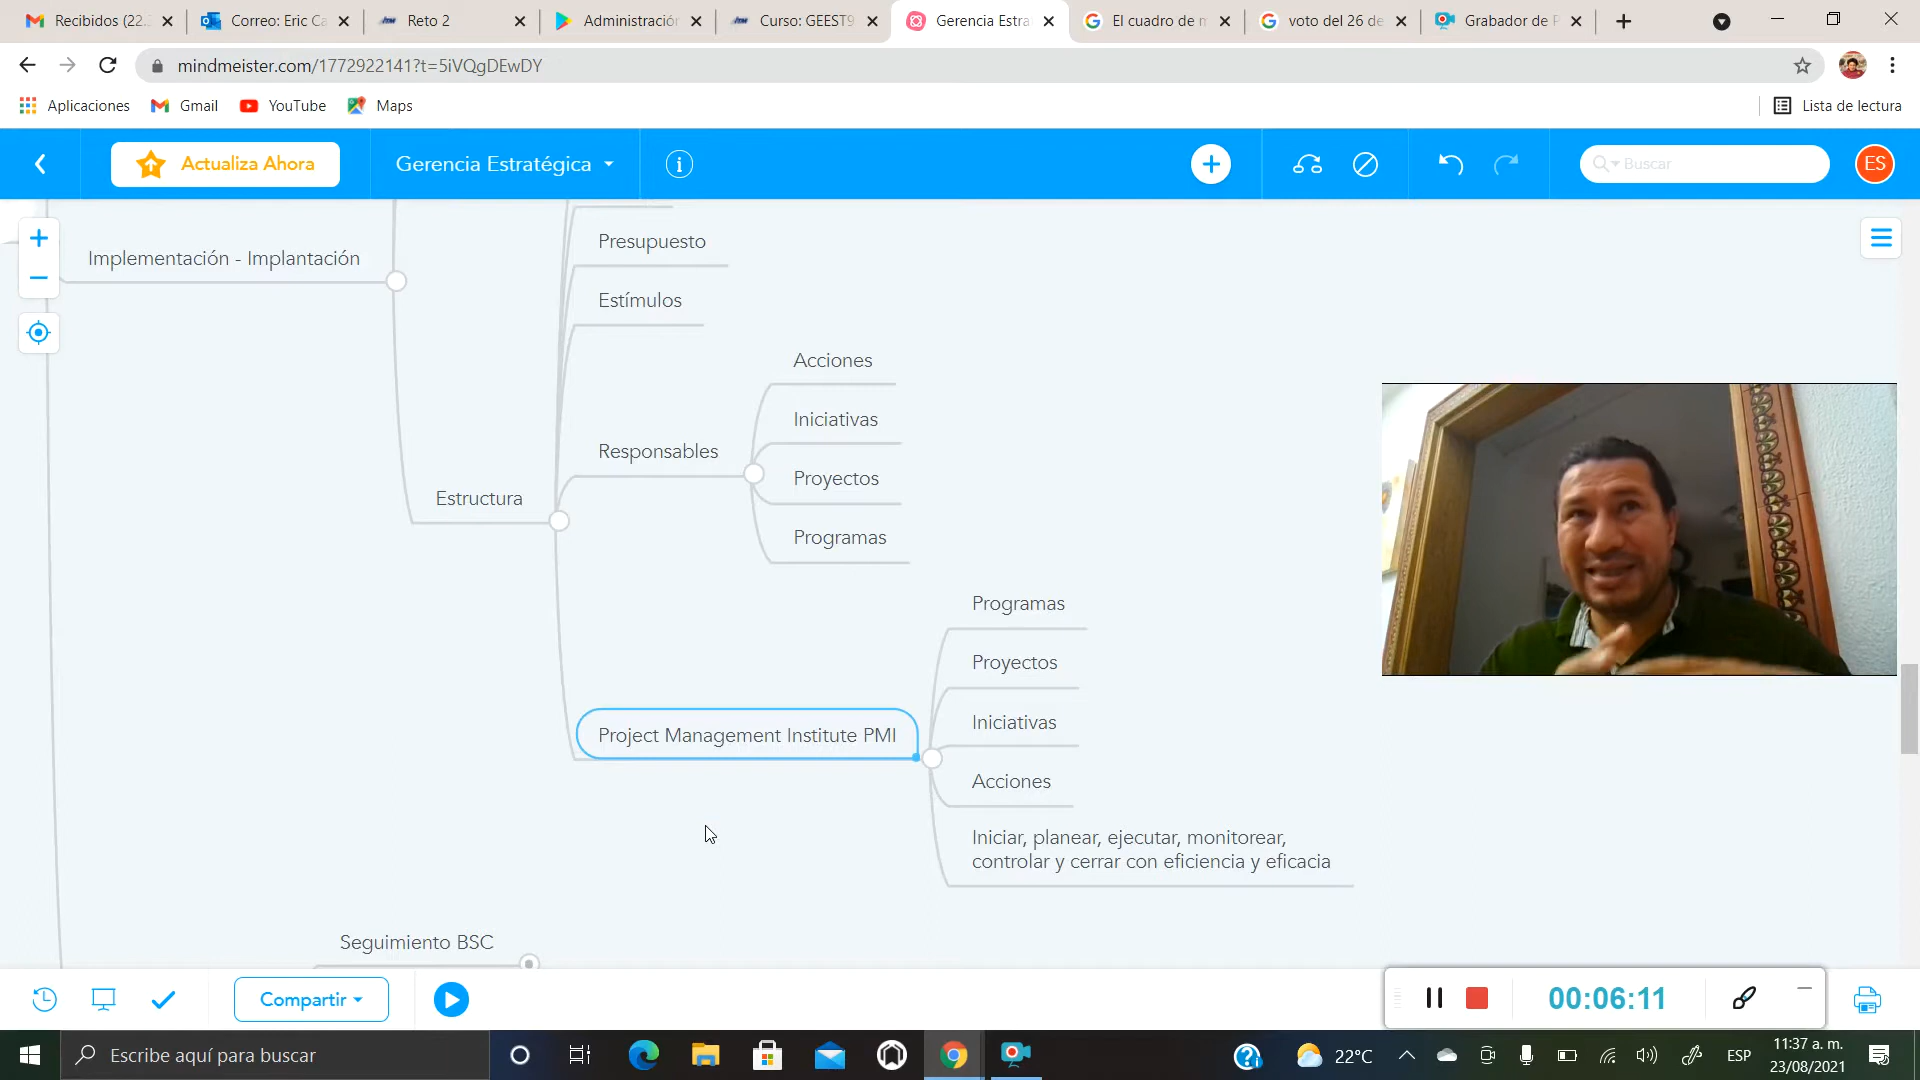 Recibidos (22.
Correo: Eric Ca
Reto 2
Administración
Curso: GEEST9
Gerencia Estra
El cuadro de m
voto del 26 de
Grabador de P
mindmeister.com/1772922141?t=5iVQgDEwDY
Aplicaciones
Gmail
YouTube
Maps
Lista de lectura
Actualiza Ahora
Gerencia Estratégica
Buscar
ES
Presupuesto
Implementación - Implantación
Estímulos
Acciones
Iniciativas
Responsables
Proyectos
Estructura
Programas
Programas
Proyectos
Iniciativas
Project Management Institute PMI
Acciones
Iniciar, planear, ejecutar, monitorear,
controlar y cerrar con eficiencia y eficacia
Seguimiento BSC
Compartir
00:06:11
Escribe aquí para buscar
22°C
ESP
11:37 a. m.
23/08/2021